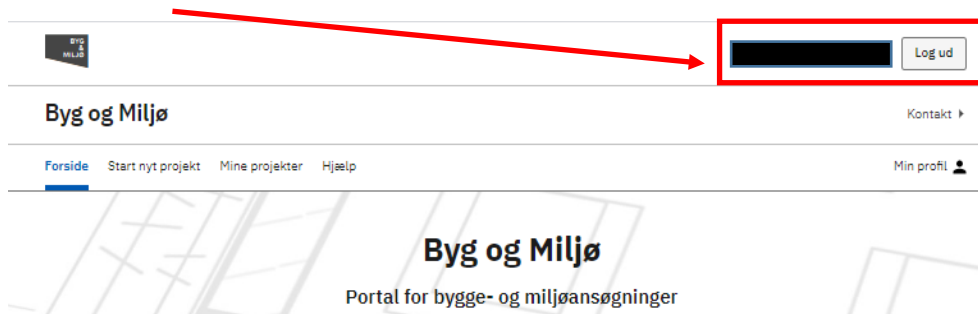 BYG
&
MILJØ
Log ud
Byg og Miljø
Kontakt
Forside Start nyt projekt Mine projekter Hjælp
Min profil
Byg og Miljø
Portal for bygge- og miljøansøgninger